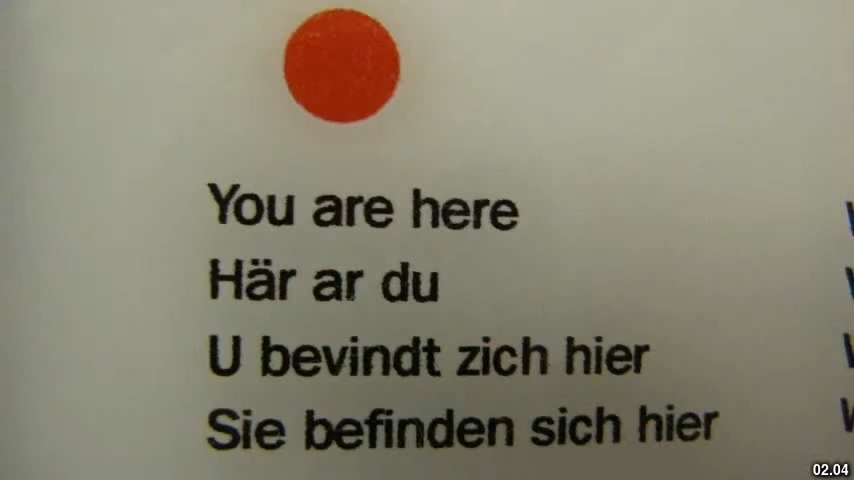 You are here
Här ar du
U bevindt zich hier
Sie befinden sich hier
02.04